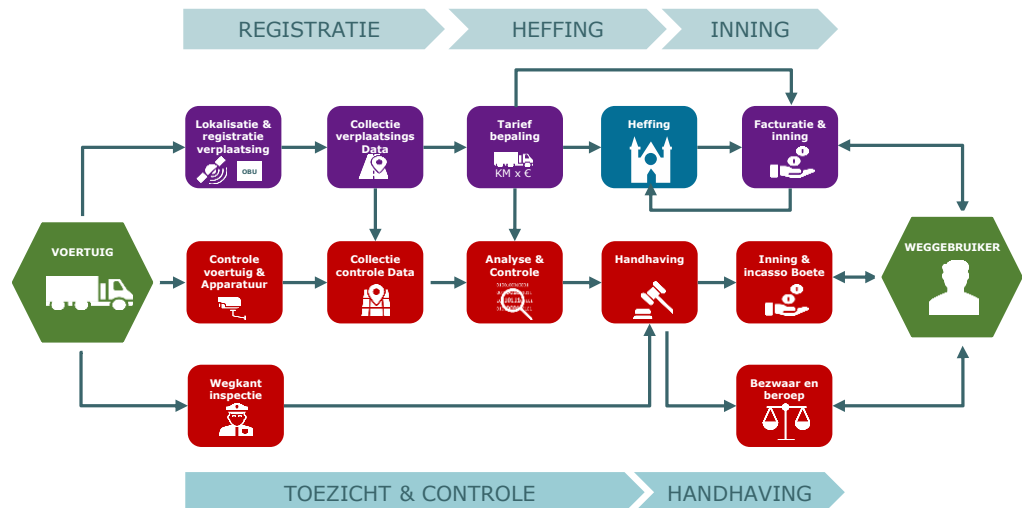 REGISTRATIE
HEFFING
INNING
Lokalisatie &
registratie
verplaatsing
OBU
Collectie
verplaatsings
Data
Tarief
bepaling
KM x €
Heffing
Facturatie &
inning
VOERTUIG
Controle
voertuig &
Apparatuur
Collectie
controle Data
Analyse &
Controle
Handhaving
Inning &
incasso Boete
WEGGEBRUIKER
Wegkant
inspectie
Bezwaar en
beroep
TOEZICHT & CONTROLE
HANDHAVING